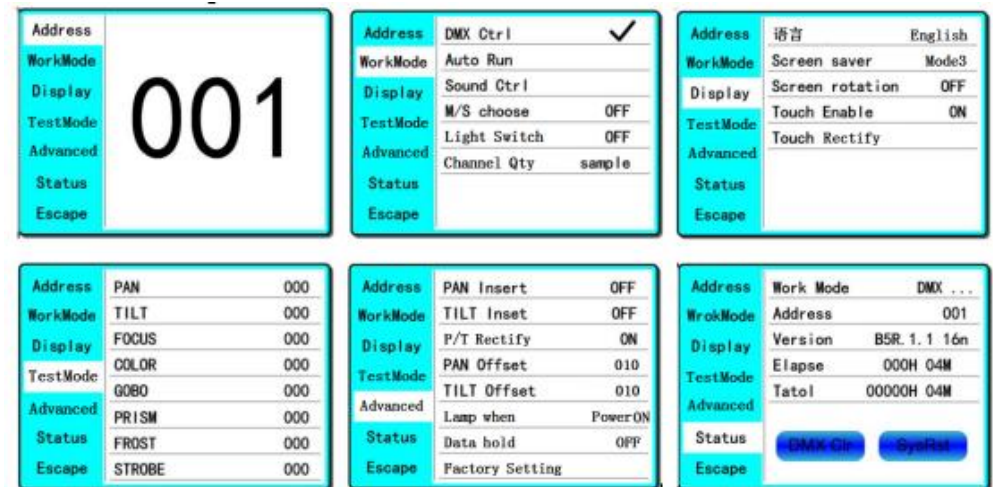 Address
WorkMode
Display
TestMode
Advanced
Status
Escape
001
Address
WorkMode
Display
TestMode
Advanced
Status
Escape
DMX Ctrl ✓
Auto Run
Sound Ctrl
M/S choose OFF
Light Switch OFF
Channel Qty sample
Address
WorkMode
Display
TestMode
Advanced
Status
Escape
语言 English
Screen saver Mode3
Screen rotation OFF
Touch Enable ON
Touch Rectify
Address
WorkMode
Display
TestMode
Advanced
Status
Escape
PAN 000
TILT 000
FOCUS 000
COLOR 000
GOBO 000
PRISM 000
FROST 000
STROBE 000
Address
WorkMode
Display
TestMode
Advanced
Status
Escape
PAN Insert OFF
TILT Inset OFF
P/T Rectify ON
PAN Offset 010
TILT Offset 010
Lamp when PowerON
Data hold OFF
Factory Setting
Address
WrokMode
Display
TestMode
Advanced
Status
Escape
Work Mode DMX ...
Address 001
Version B5R.1.1 16n
Elapse 000H 04M
Tatol 00000H 04M
DMX Clr SysRst